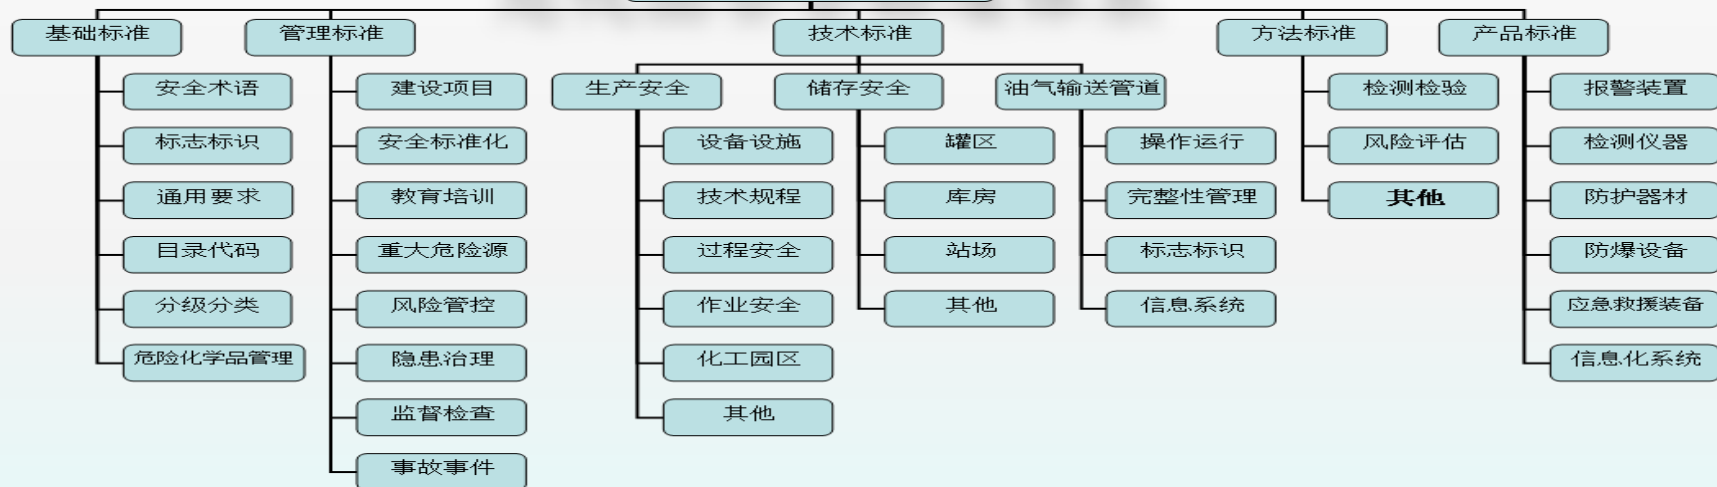 基础标准
管理标准
技术标准
方法标准
产品标准
安全术语
标志标识
通用要求
目录代码
分级分类
危险化学品管理
建设项目
安全标准化
教育培训
重大危险源
风险管控
隐患治理
监督检查
事故事件
生产安全
储存安全
油气输送管道
设备设施
技术规程
过程安全
作业安全
化工园区
其他
罐区
库房
站场
其他
操作运行
完整性管理
标志标识
信息系统
检测检验
风险评估
其他
报警装置
检测仪器
防护器材
防爆设备
应急救援装备
信息化系统